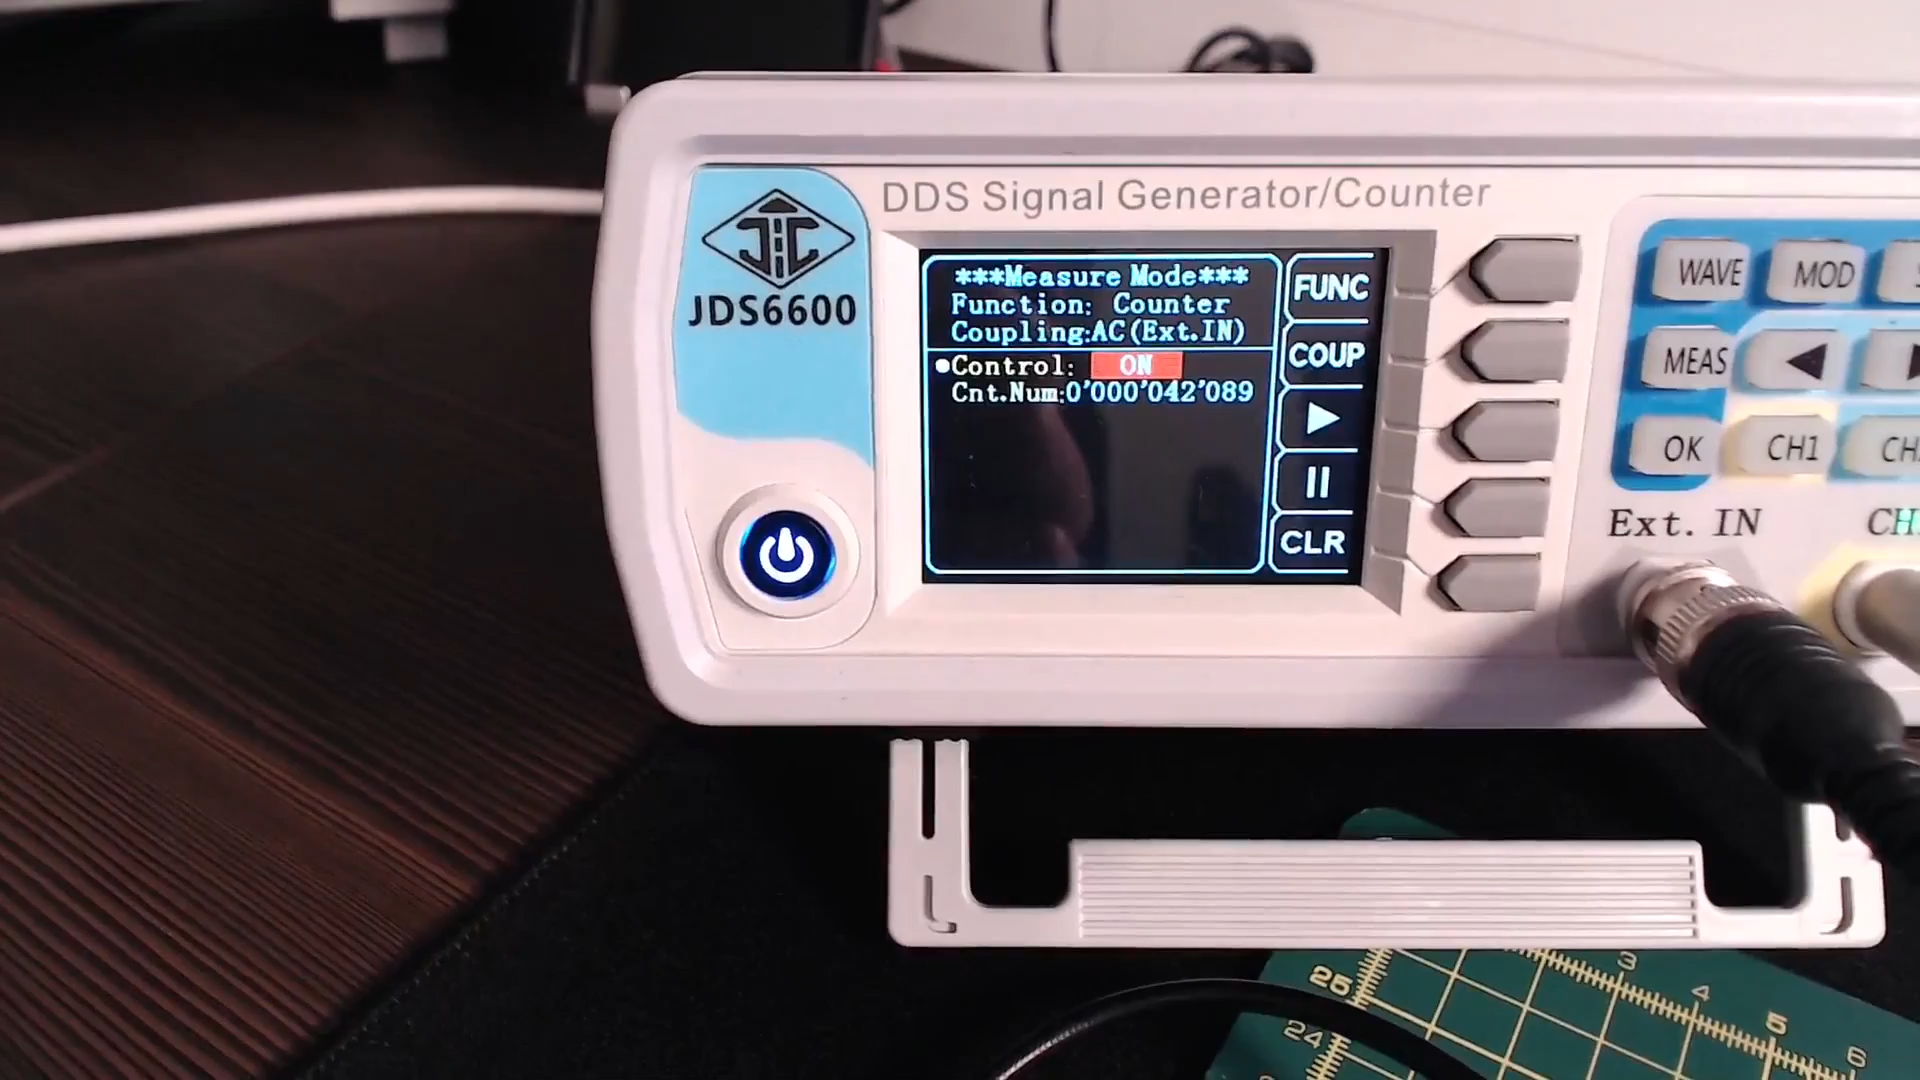 DDS Signal Generator/Counter
JDS6600
***Measure Mode***
Function: Counter
Coupling:AC(Ext.IN)
Control: ON
Cnt.Num:0'000'042'089
FUNC
COUP
CLR
WAVE
MOD
MEAS
OK
CH1
Ext. IN
25
24
3
4
5
6